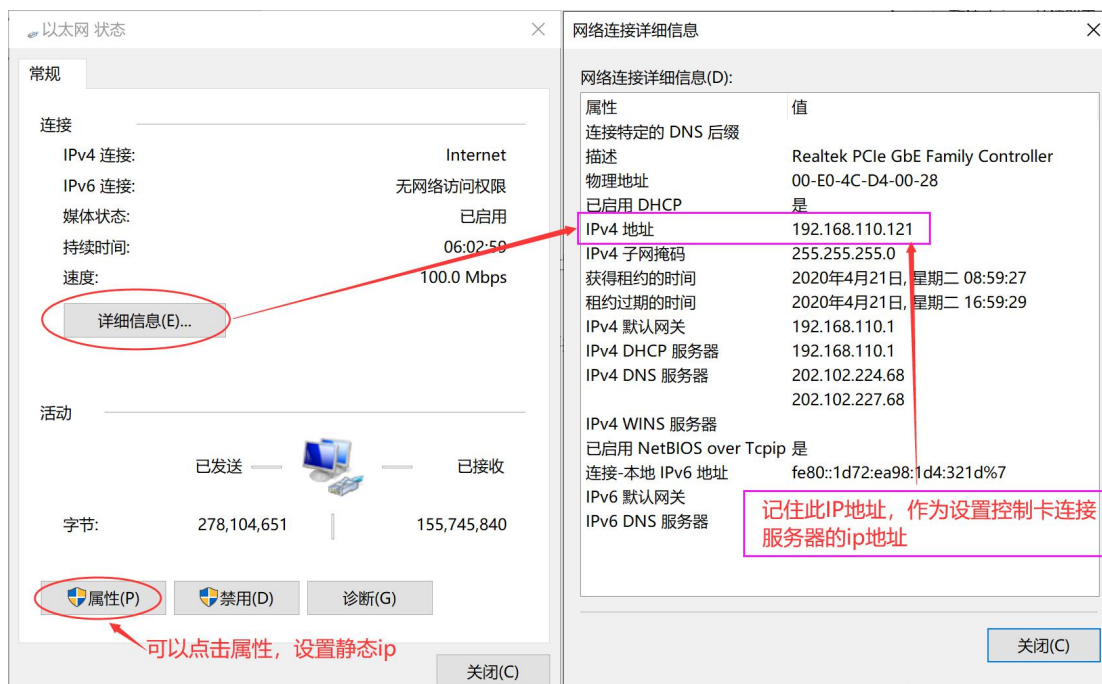 以太网 状态
常规
连接
IPv4 连接: Internet
IPv6 连接: 无网络访问权限
媒体状态: 已启用
持续时间: 06:02:59
速度: 100.0 Mbps
详细信息(E)...
活动
已发送 已接收
字节: 278,104,651 155,745,840
属性(P) 禁用(D) 诊断(G)
可以点击属性，设置静态ip
关闭(C)
网络连接详细信息
网络连接详细信息(D):
属性 值
连接特定的 DNS 后缀
描述 Realtek PCIe GbE Family Controller
物理地址 00-E0-4C-D4-00-28
已启用 DHCP 是
IPv4 地址 192.168.110.121
IPv4 子网掩码 255.255.255.0
获得租约的时间 2020年4月21日, 星期二 08:59:27
租约过期的时间 2020年4月21日, 星期二 16:59:29
IPv4 默认网关 192.168.110.1
IPv4 DHCP 服务器 192.168.110.1
IPv4 DNS 服务器 202.102.224.68
202.102.227.68
IPv4 WINS 服务器
已启用 NetBIOS over Tcpip 是
连接-本地 IPv6 地址 fe80::1d72:ea98:1d4:321d%7
IPv6 默认网关
IPv6 DNS 服务器
记住此IP地址，作为设置控制卡连接
服务器的ip地址
关闭(C)